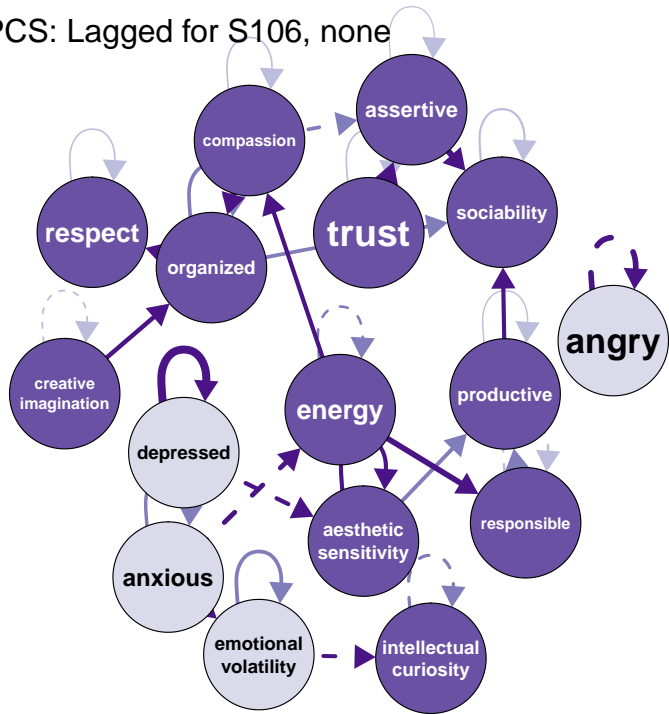 PCS: Lagged for S106, none
assertive
compassion
respect
trust
sociability
organized
angry
creative
imagination
energy
productive
depressed
aesthetic
sensitivity
responsible
anxious
emotional
volatility
intellectual
curiosity